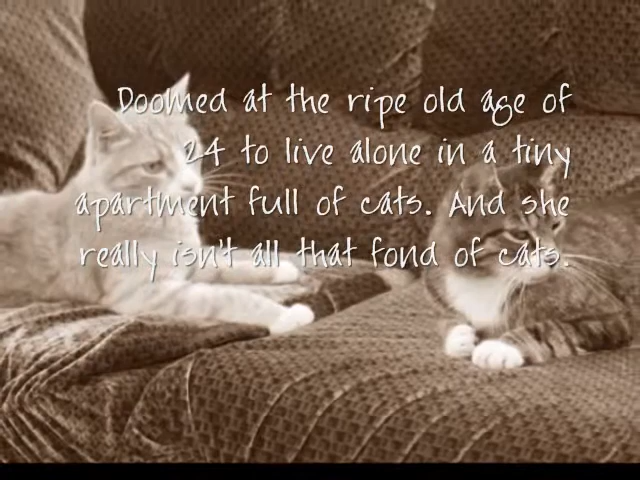 Doomed at the ripe old age of
24 to live alone in a tiny
apartment full of cats. And she
really isn't all that fond of cats.